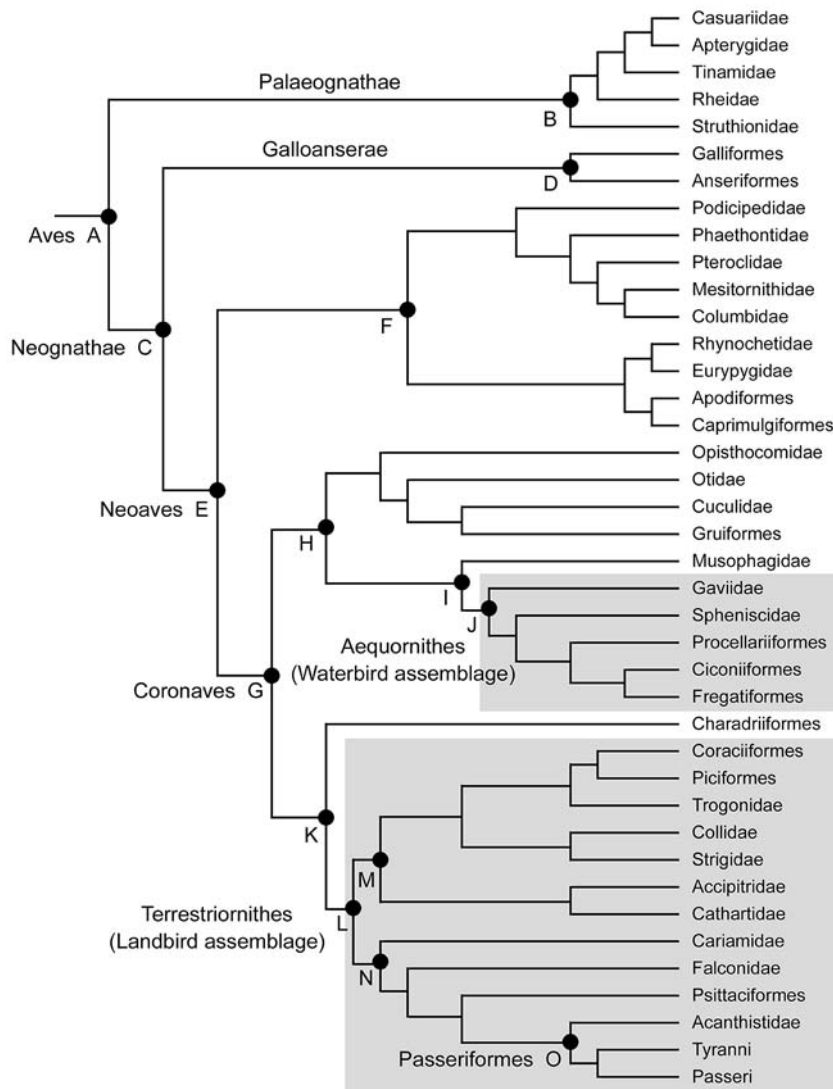 Casuariidae
Apterygidae
Tinamidae
Palaeognathae
Rheidae
B
Struthionidae
Galloanserae
Galliformes
D
Anseriformes
Podicipedidae
Aves A
Phaethontidae
Pteroclidae
Mesitornithidae
F
Columbidae
Neognathae C
Rhynochetidae
Eurypygidae
Apodiformes
Caprimulgiformes
Opisthocomidae
Otidae
Neoaves E
Cuculidae
H
Gruiformes
Musophagidae
I
Gaviidae
J
Spheniscidae
Aequornithes
Procellariiformes
(Waterbird assemblage)
Ciconiiformes
Coronaves G
Fregatiformes
Charadriiformes
Coraciiformes
Piciformes
Trogonidae
K
Collidae
Strigidae
M
Accipitridae
Terrestriornithes
Cathartidae
L
(Landbird assemblage)
Cariamidae
N
Falconidae
Psittaciformes
Acanthistidae
Passeriformes O
Tyranni
Passeri